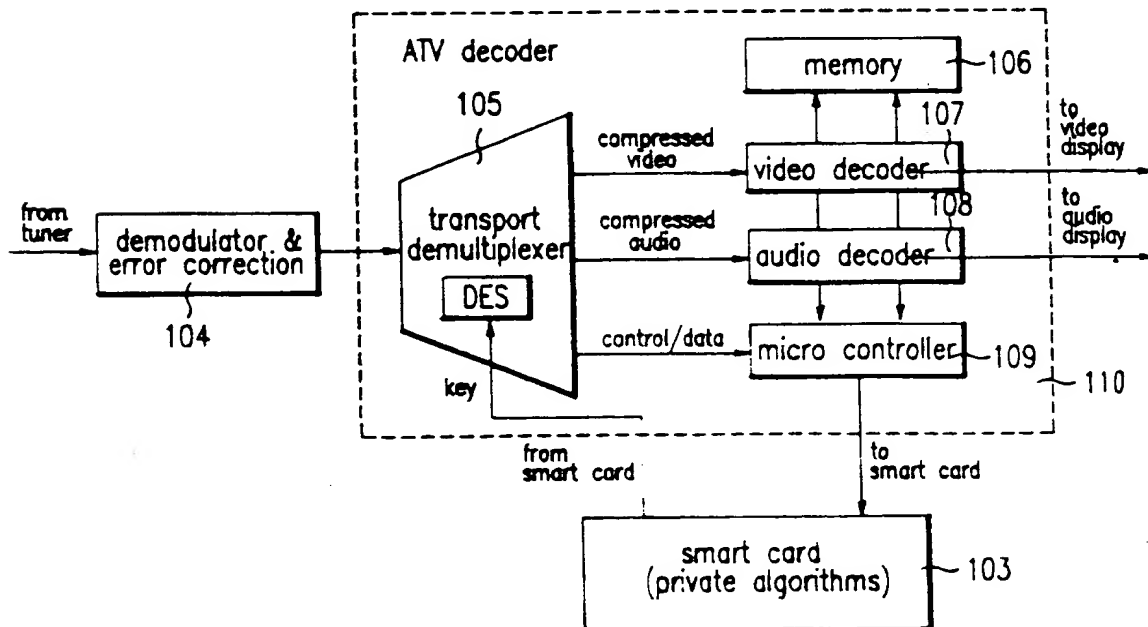 ATV decoder
memory
106
105
107
to
video
display
compressed
video
video decoder
from
tuner
transport
demultiplexer
compressed
audio
108
to
audio
display
demodulator &
error correction
audio decoder
DES
104
control/data
micro controller
109
key
110
from
smart card
to
smart card
smart card
(private algorithms)
103